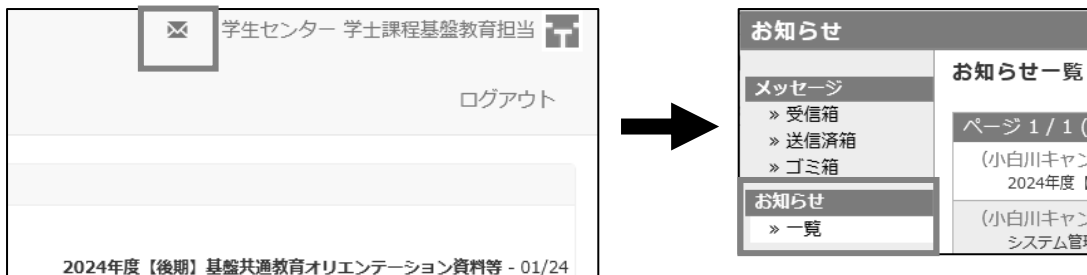 学生センター 学士課程基盤教育担当
ログアウト
2024年度【後期】基盤共通教育オリエンテーション資料等 - 01/24
お知らせ
メッセージ
» 受信箱
» 送信済箱
» ゴミ箱
お知らせ
» 一覧
お知らせ一覧
ページ 1 / 1 (
(小白川キャン
2024年度【
(小白川キャン
システム管理